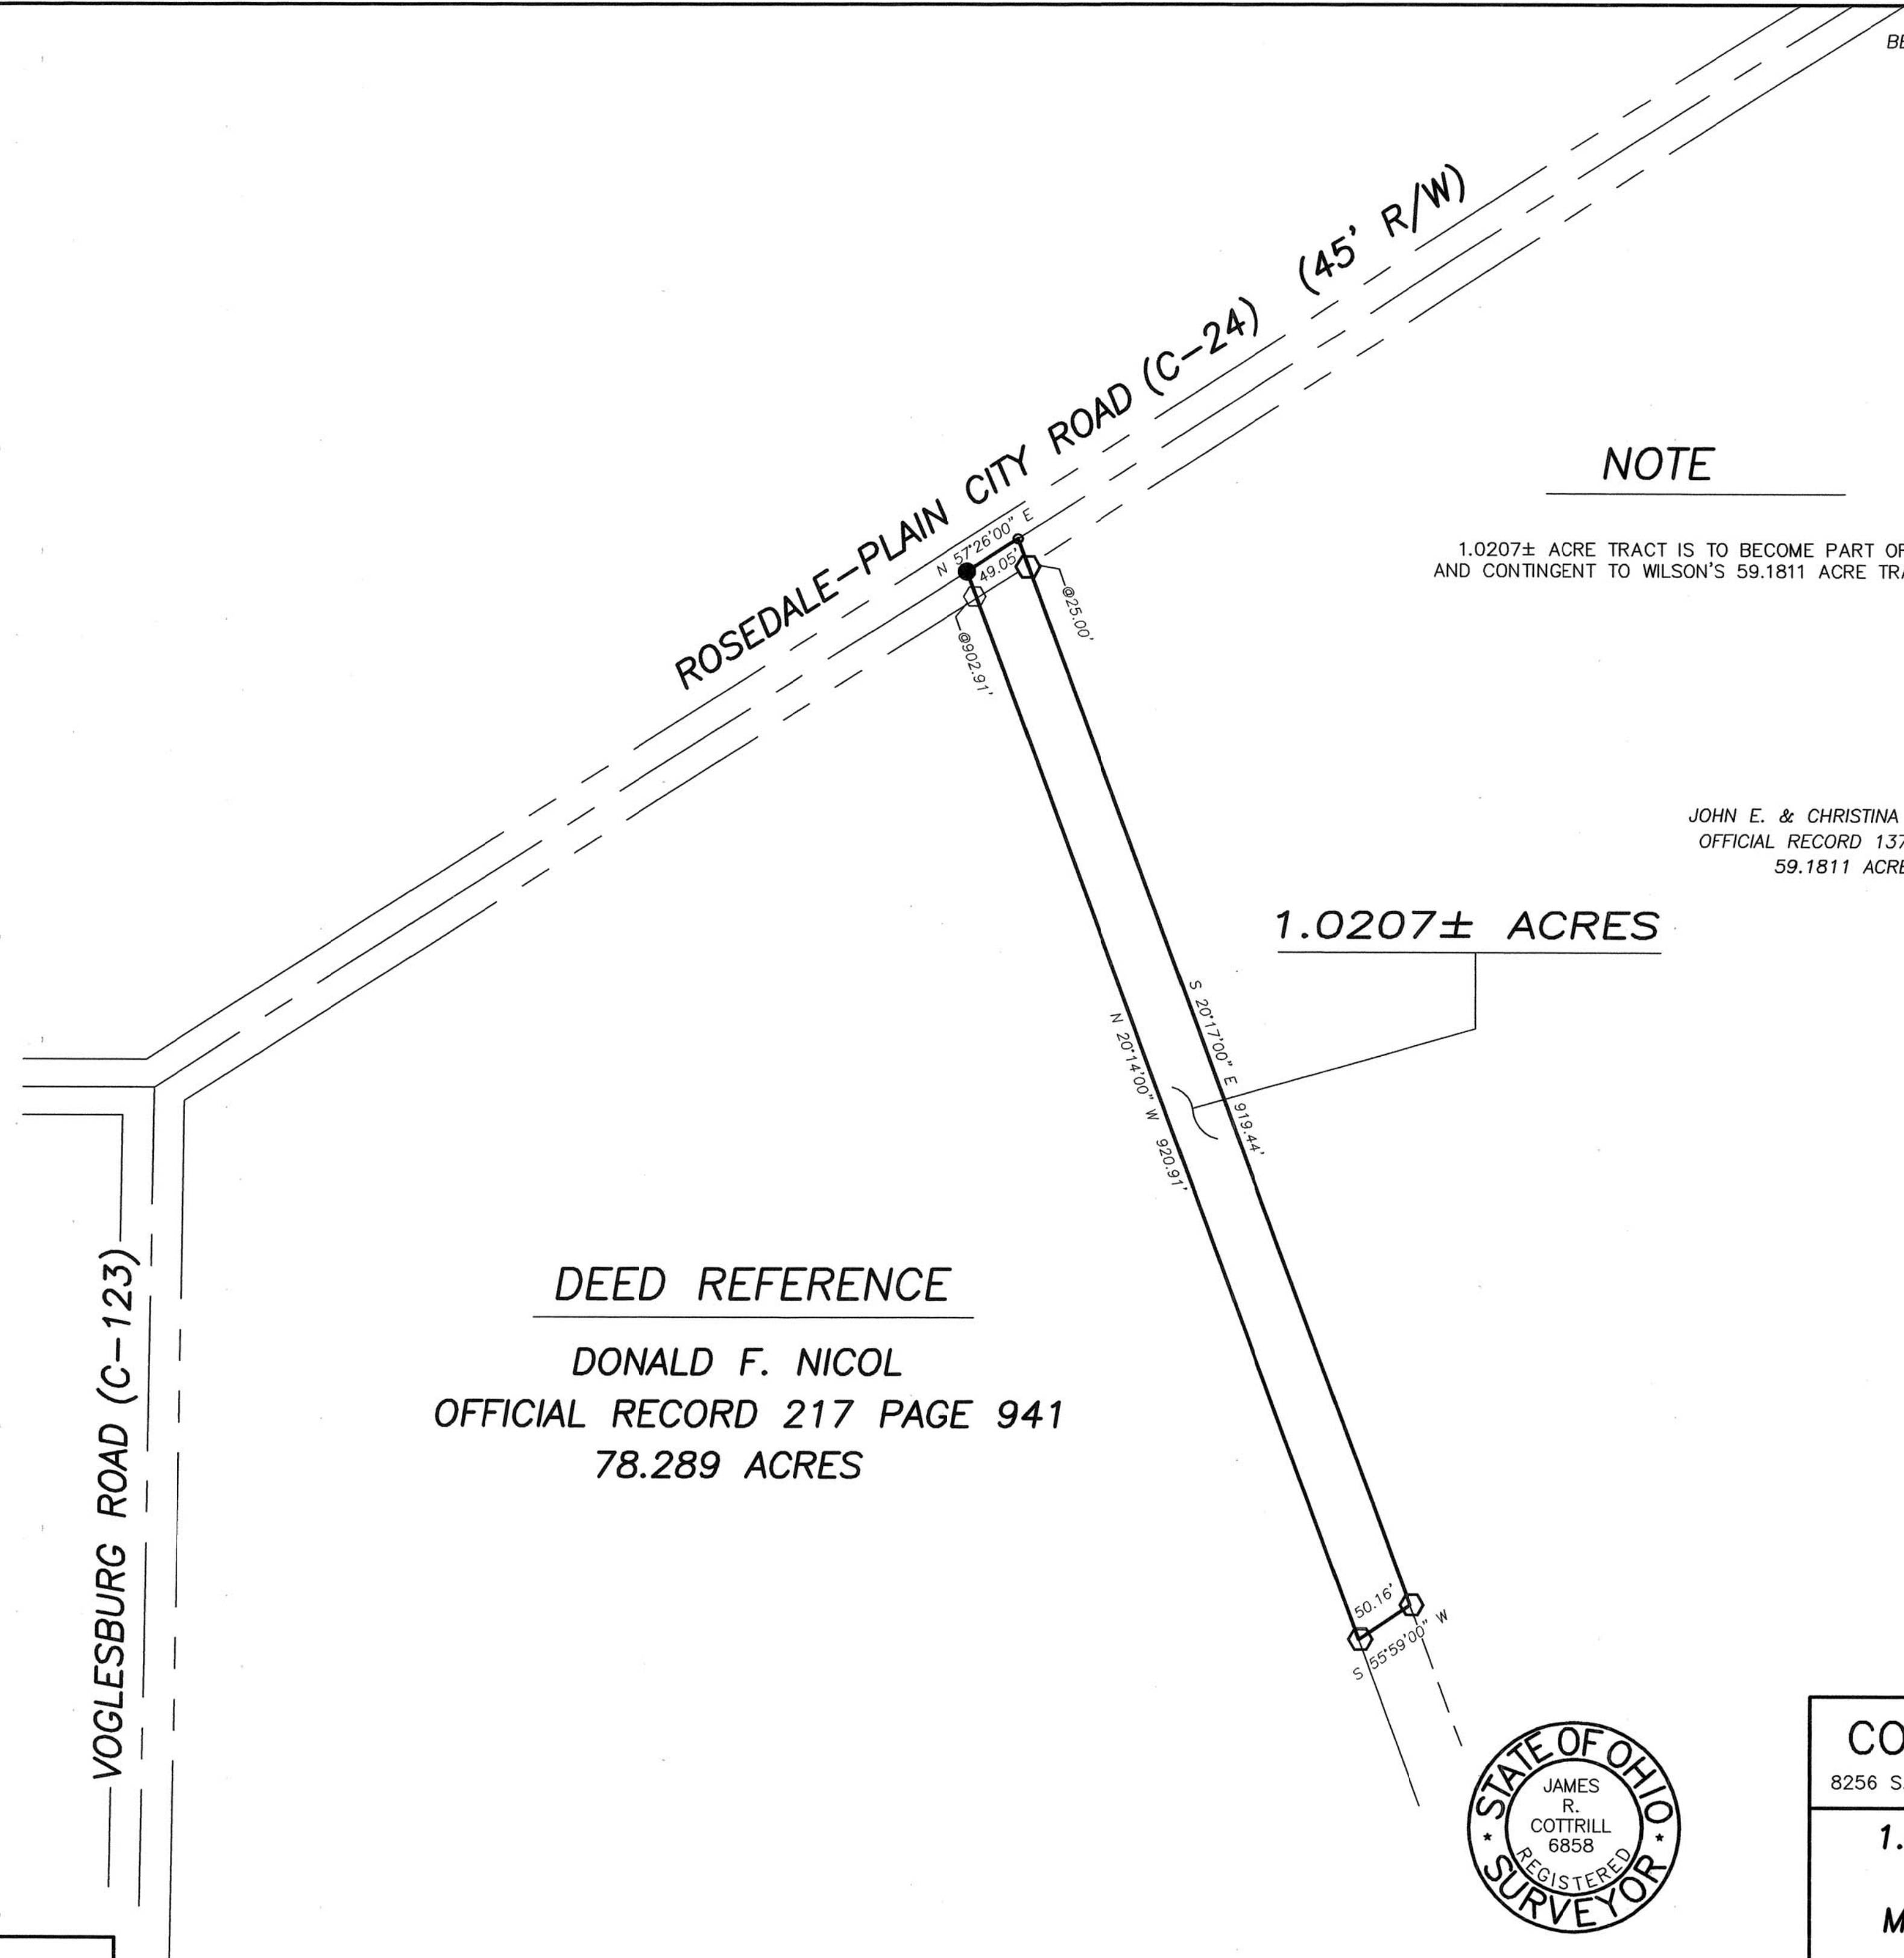 BE
ROSEDALE-PLAIN CITY ROAD (C-24) (45' R/W)
NOTE
1.0207± ACRE TRACT IS TO BECOME PART OF
AND CONTINGENT TO WILSON'S 59.1811 ACRE TRA
N 57°26'00" E
49.05'
@25.00'
@902.91'
JOHN E. & CHRISTINA
OFFICIAL RECORD 137
59.1811 ACRE
1.0207± ACRES
S 20°17'00" E 919.44'
N 20°14'00" W 920.91'
VOGLESBURG ROAD (C-123)
DEED REFERENCE
DONALD F. NICOL
OFFICIAL RECORD 217 PAGE 941
78.289 ACRES
50.16'
S 55°59'00" W
STATE OF OHIO
JAMES
R.
COTTRILL
6858
REGISTERED
SURVEYOR
CO
8256 S
1.
M